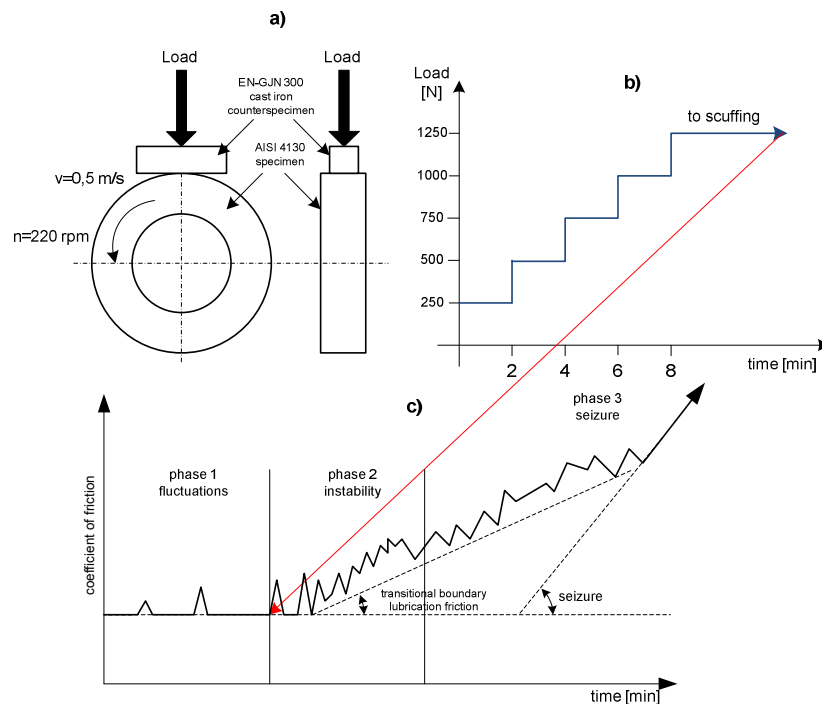 a)
Load
Load
EN-GJN 300
cast iron
counterspecimen
AISI 4130
specimen
v=0,5 m/s
n=220 rpm
b)
Load
[N]
to scuffing
1250
1000
750
500
250
2
4
6
8
time [min]
c)
phase 1
fluctuations
phase 2
instability
phase 3
seizure
coefficient of friction
transitional boundary
lubrication friction
seizure
time [min]